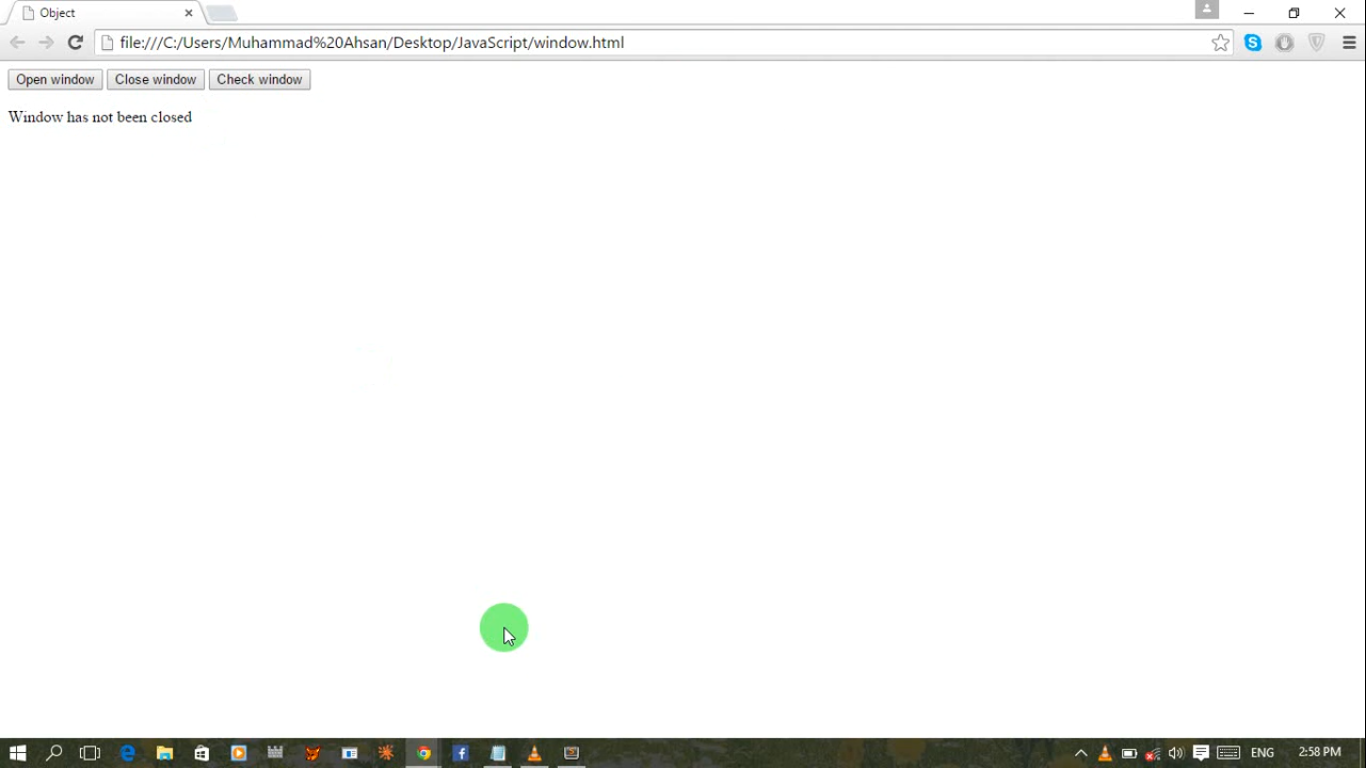 Object
file:///C:/Users/Muhammad%20Ahsan/Desktop/JavaScript/window.html
Open window Close window Check window
Window has not been closed
ENG 2:58 PM